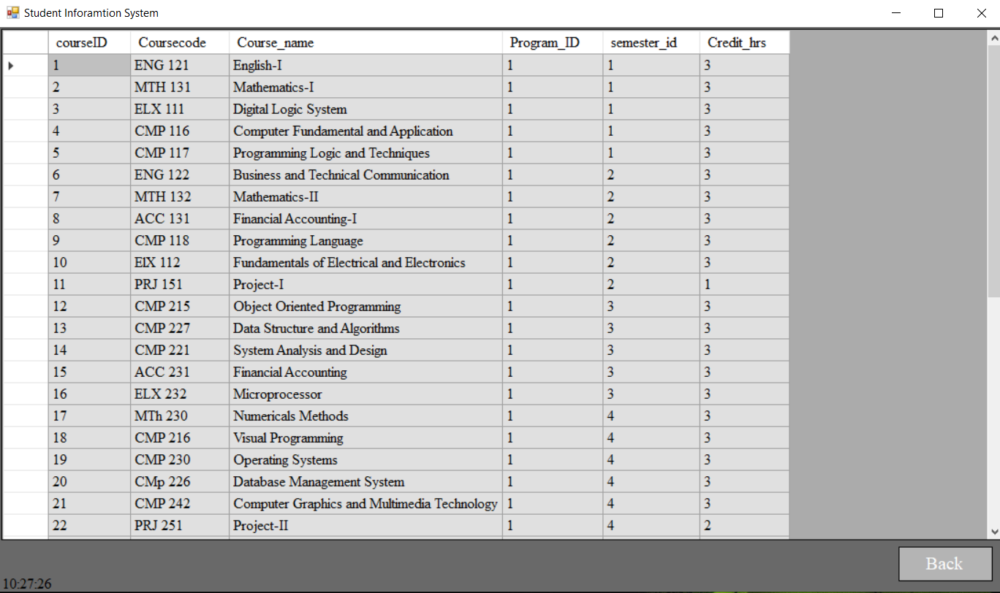 Student Inforamtion System
courseID Coursecode Course_name Program_ID semester_id Credit_hrs
1 ENG 121 English-I 1 1 3
2 MTH 131 Mathematics-I 1 1 3
3 ELX 111 Digital Logic System 1 1 3
4 CMP 116 Computer Fundamental and Application 1 1 3
5 CMP 117 Programming Logic and Techniques 1 1 3
6 ENG 122 Business and Technical Communication 1 2 3
7 MTH 132 Mathematics-II 1 2 3
8 ACC 131 Financial Accounting-I 1 2 3
9 CMP 118 Programming Language 1 2 3
10 ElX 112 Fundamentals of Electrical and Electronics 1 2 3
11 PRJ 151 Project-I 1 2 1
12 CMP 215 Object Oriented Programming 1 3 3
13 CMP 227 Data Structure and Algorithms 1 3 3
14 CMP 221 System Analysis and Design 1 3 3
15 ACC 231 Financial Accounting 1 3 3
16 ELX 232 Microprocessor 1 3 3
17 MTh 230 Numericals Methods 1 4 3
18 CMP 216 Visual Programming 1 4 3
19 CMP 230 Operating Systems 1 4 3
20 CMp 226 Database Management System 1 4 3
21 CMP 242 Computer Graphics and Multimedia Technology 1 4 3
22 PRJ 251 Project-II 1 4 2
Back
10:27:26